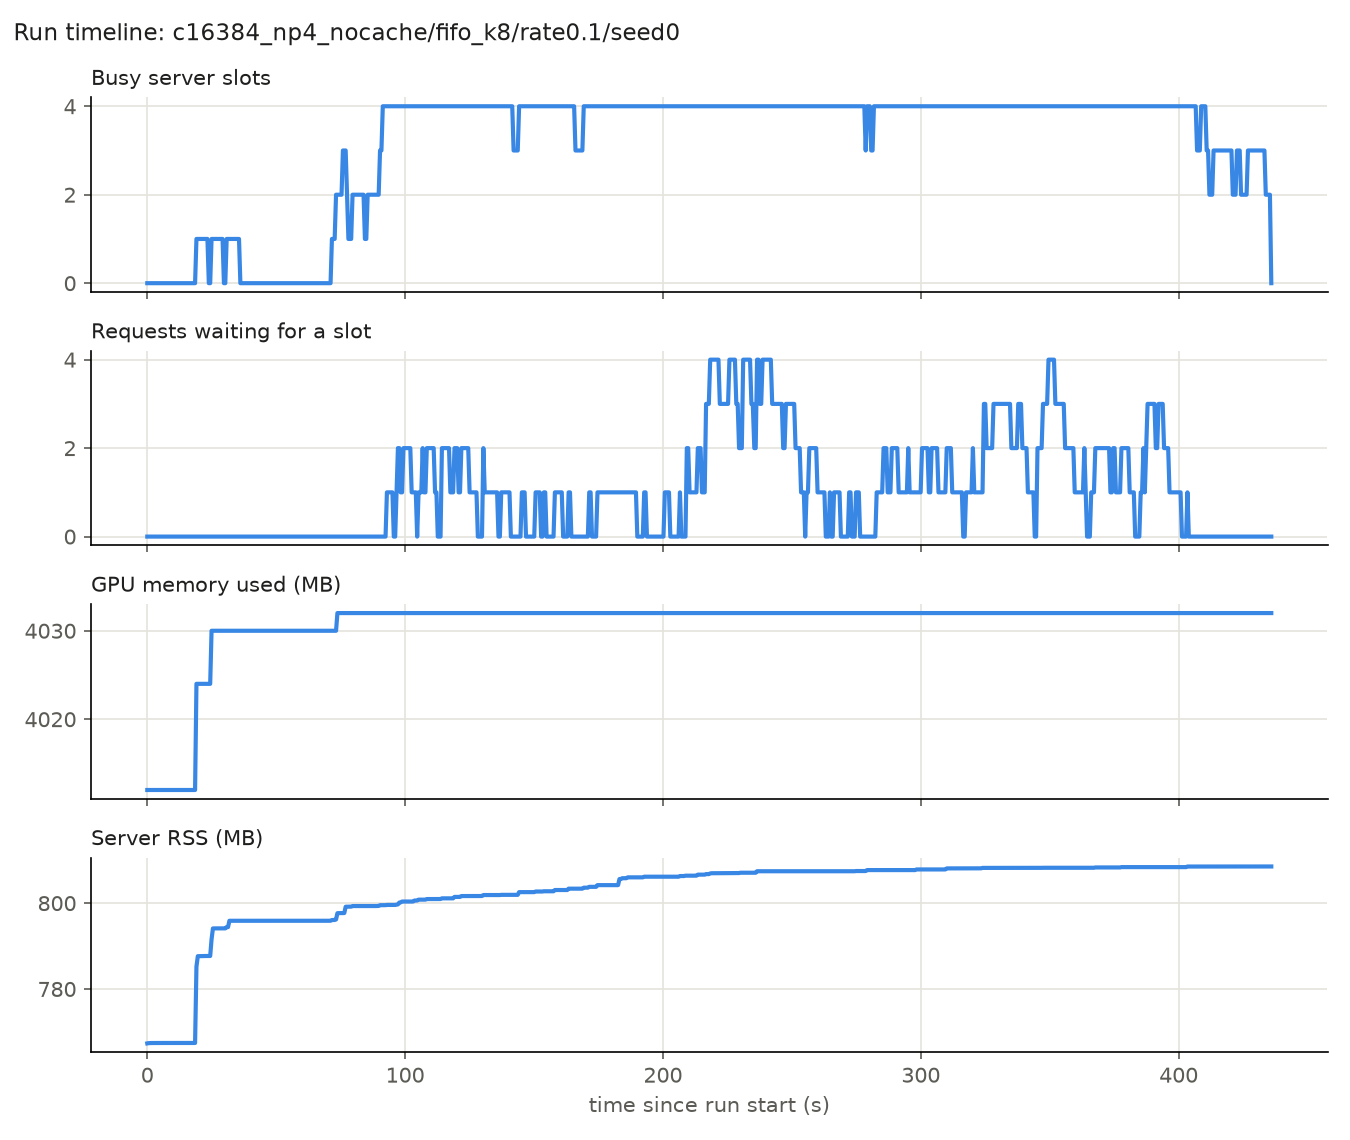 Run timeline: c16384_np4_nocache/fifo_k8/rate0.1/seed0
Busy server slots
4
2
0
Requests waiting for a slot
4
2
0
GPU memory used (MB)
4030
4020
Server RSS (MB)
800
780
0 100 200 300 400
time since run start (s)